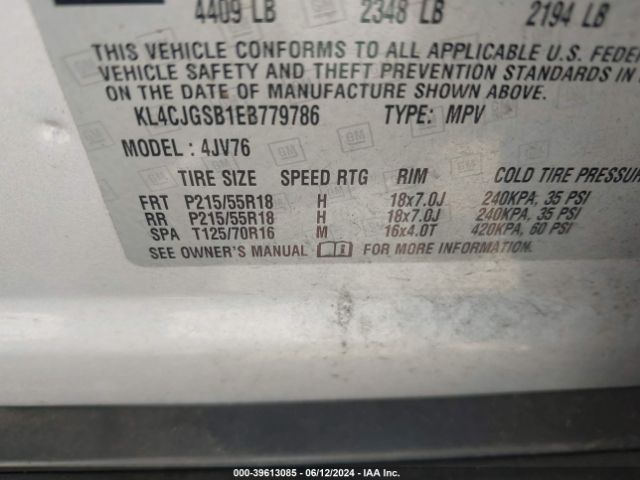 4409 LB 2348 LB 2194 LB
THIS VEHICLE CONFORMS TO ALL APPLICABLE U.S. FEDER
VEHICLE SAFETY AND THEFT PREVENTION STANDARDS IN
ON THE DATE OF MANUFACTURE SHOWN ABOVE.
KL4CJGSB1EB779786 TYPE: MPV
MODEL : 4JV76
TIRE SIZE SPEED RTG RIM COLD TIRE PRESSUR
FRT P215/55R18 H 18x7.0J 240KPA, 35 PSI
RR P215/55R18 H 18x7.0J 240KPA, 35 PSI
SPA T125/70R16 M 16x4.0T 420KPA, 60 PSI
SEE OWNER'S MANUAL FOR MORE INFORMATION.
000-39613085 - 06/12/2024 - IAA Inc.